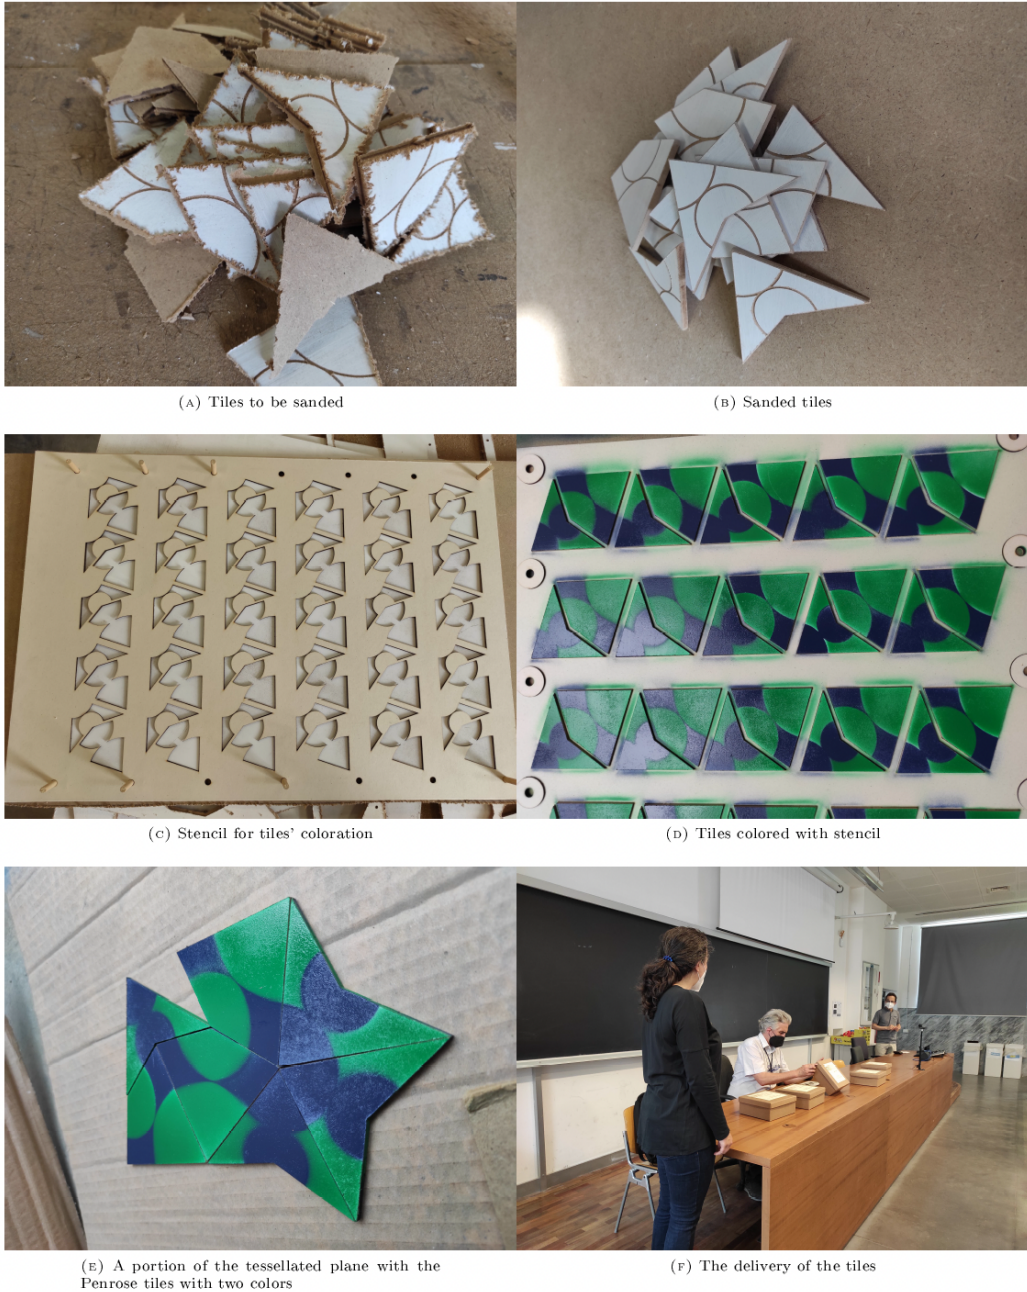 (A) Tiles to be sanded
(B) Sanded tiles
(C) Stencil for tiles' coloration
(D) Tiles colored with stencil
(E) A portion of the tessellated plane with the
Penrose tiles with two colors
(F) The delivery of the tiles